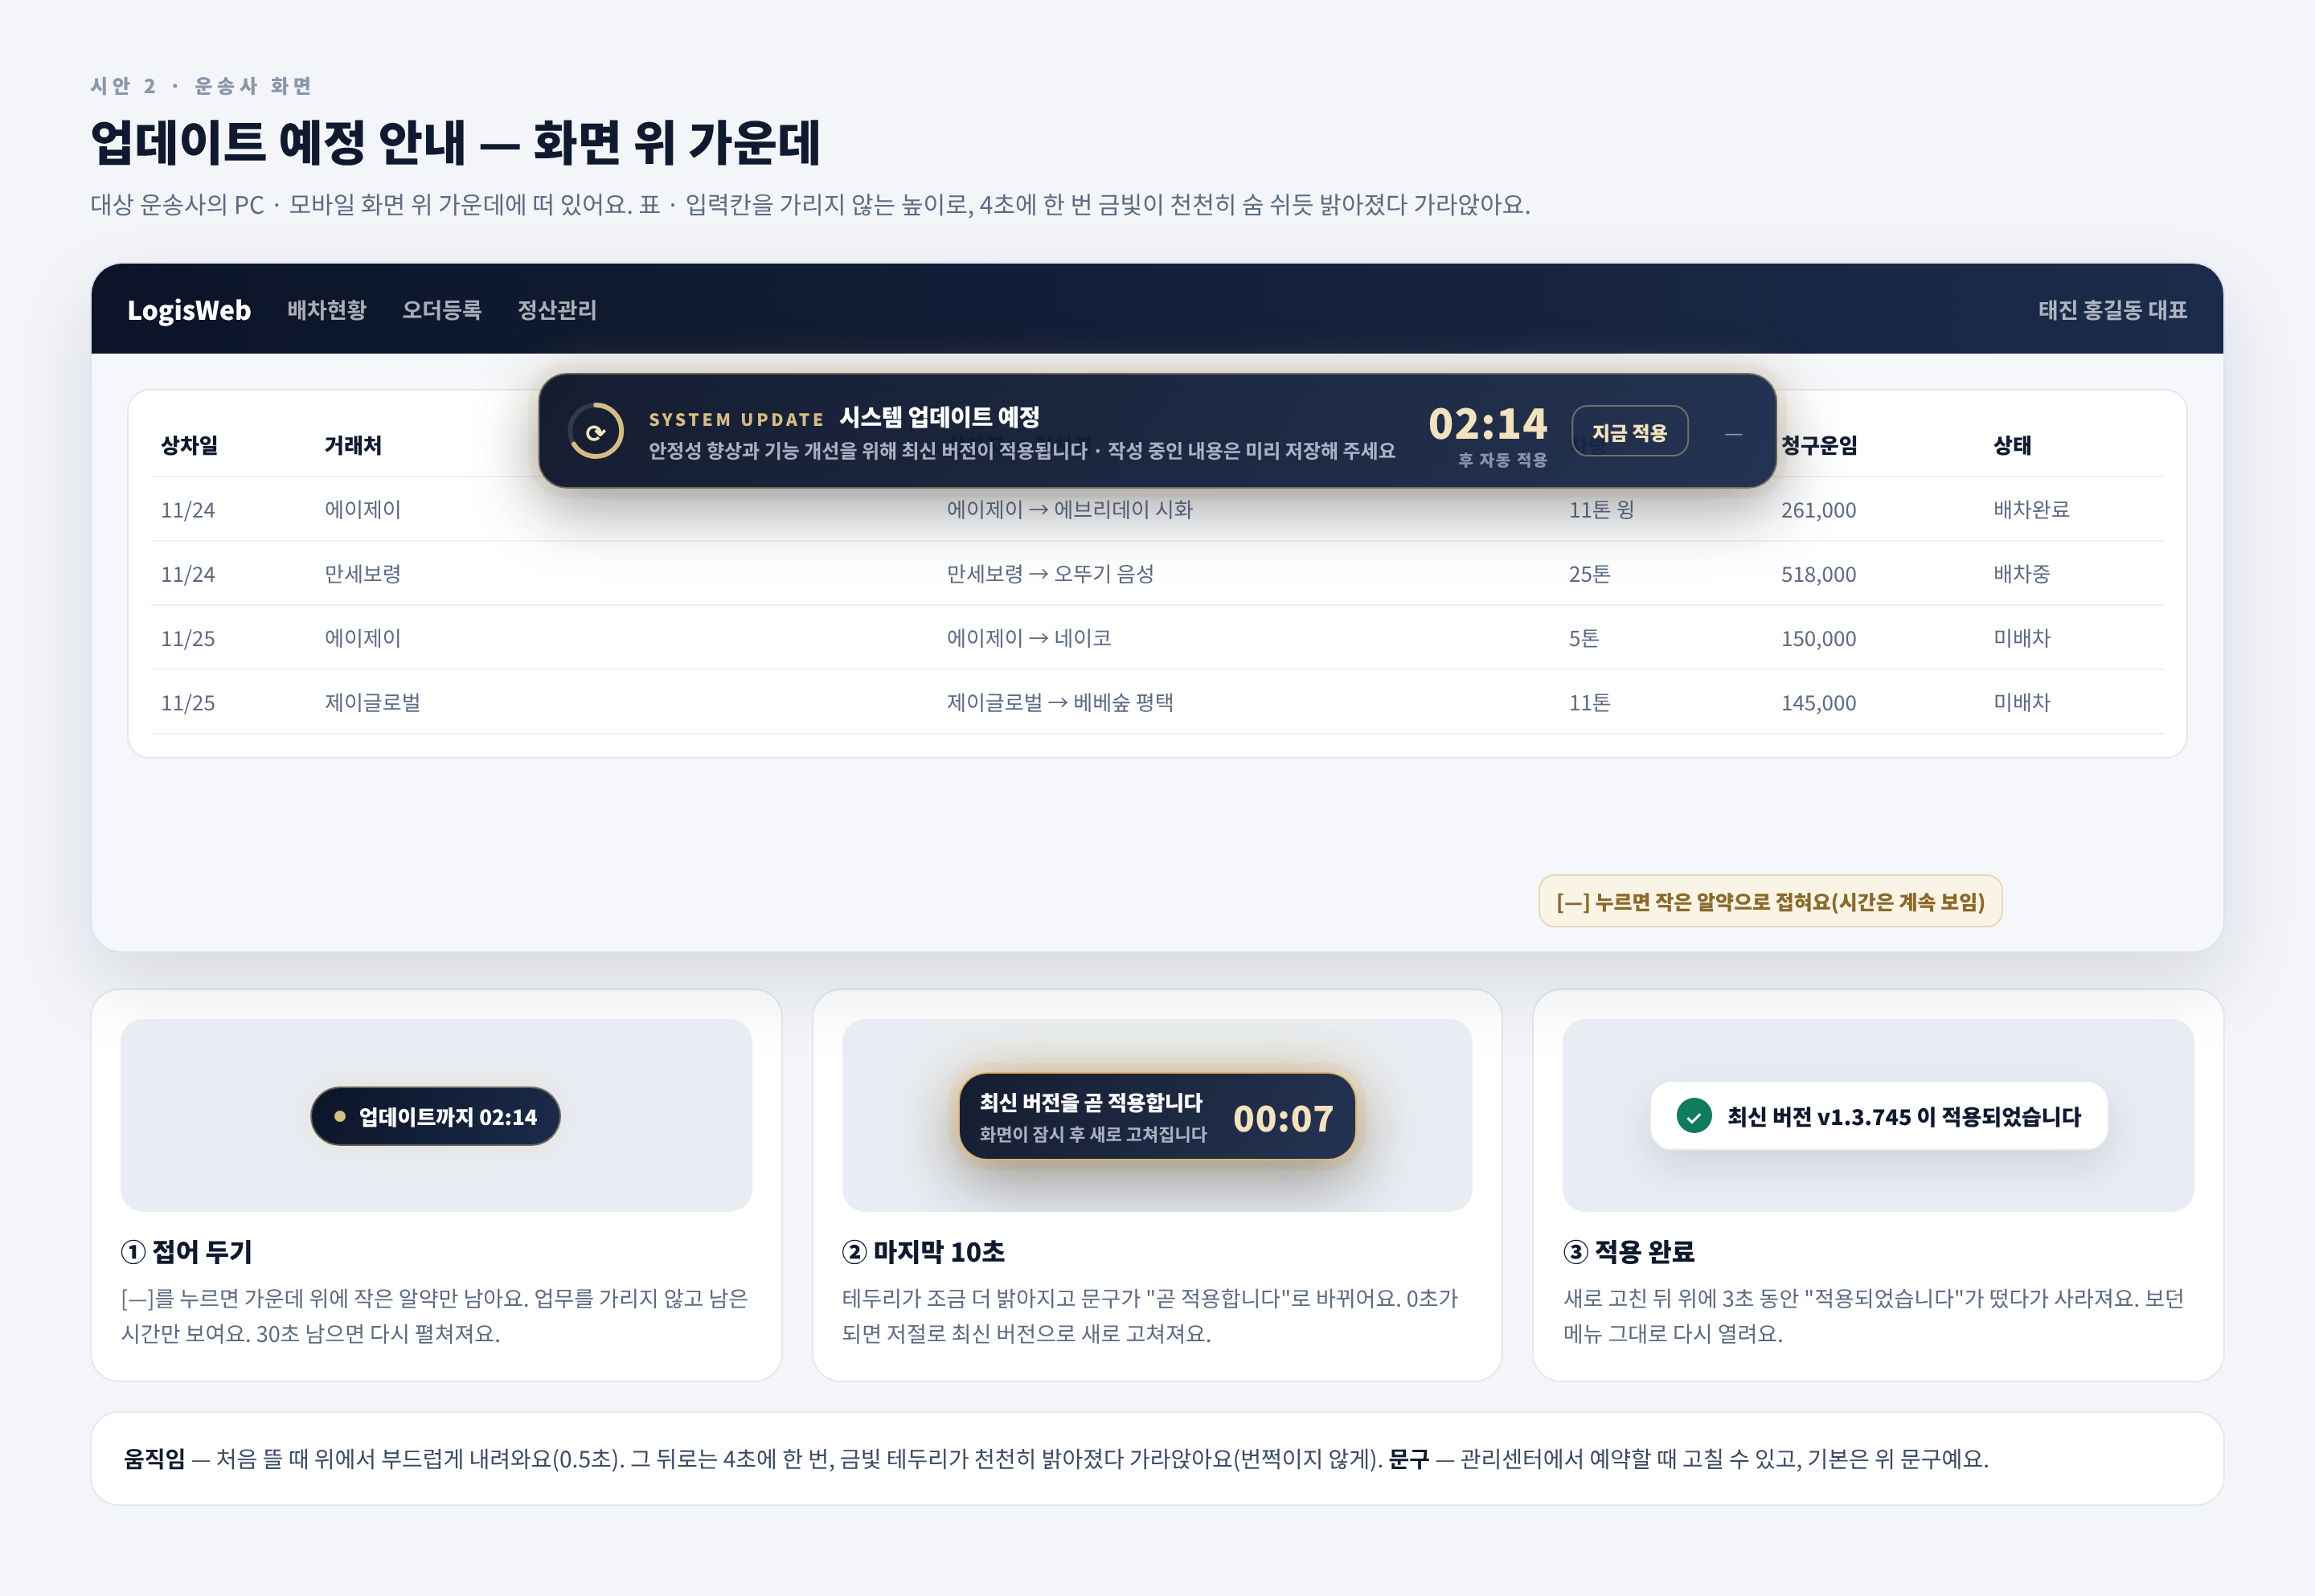 시안 2 · 운송사 화면
업데이트 예정 안내 — 화면 위 가운데
대상 운송사의 PC · 모바일 화면 위 가운데에 떠 있어요. 표 · 입력칸을 가리지 않는 높이로, 4초에 한 번 금빛이 천천히 숨 쉬듯 밝아졌다 가라앉아요.
LogisWeb 배차현황 오더등록 정산관리 태진 홍길동 대표
SYSTEM UPDATE 시스템 업데이트 예정
안정성 향상과 기능 개선을 위해 최신 버전이 적용됩니다 · 작성 중인 내용은 미리 저장해 주세요
02:14
후 자동 적용
지금 적용 —
상차일 거래처 청구운임 상태
11/24 에이제이 에이제이 → 에브리데이 시화 11톤 윙 261,000 배차완료
11/24 만세보령 만세보령 → 오뚜기 음성 25톤 518,000 배차중
11/25 에이제이 에이제이 → 네이코 5톤 150,000 미배차
11/25 제이글로벌 제이글로벌 → 베베숲 평택 11톤 145,000 미배차
[—] 누르면 작은 알약으로 접혀요(시간은 계속 보임)
업데이트까지 02:14
① 접어 두기
[—]를 누르면 가운데 위에 작은 알약만 남아요. 업무를 가리지 않고 남은
시간만 보여요. 30초 남으면 다시 펼쳐져요.
최신 버전을 곧 적용합니다
화면이 잠시 후 새로 고쳐집니다
00:07
② 마지막 10초
테두리가 조금 더 밝아지고 문구가 "곧 적용합니다"로 바뀌어요. 0초가
되면 저절로 최신 버전으로 새로 고쳐져요.
최신 버전 v1.3.745 이 적용되었습니다
③ 적용 완료
새로 고친 뒤 위에 3초 동안 "적용되었습니다"가 떴다가 사라져요. 보던
메뉴 그대로 다시 열려요.
움직임 — 처음 뜰 때 위에서 부드럽게 내려와요(0.5초). 그 뒤로는 4초에 한 번, 금빛 테두리가 천천히 밝아졌다 가라앉아요(번쩍이지 않게). 문구 — 관리센터에서 예약할 때 고칠 수 있고, 기본은 위 문구예요.